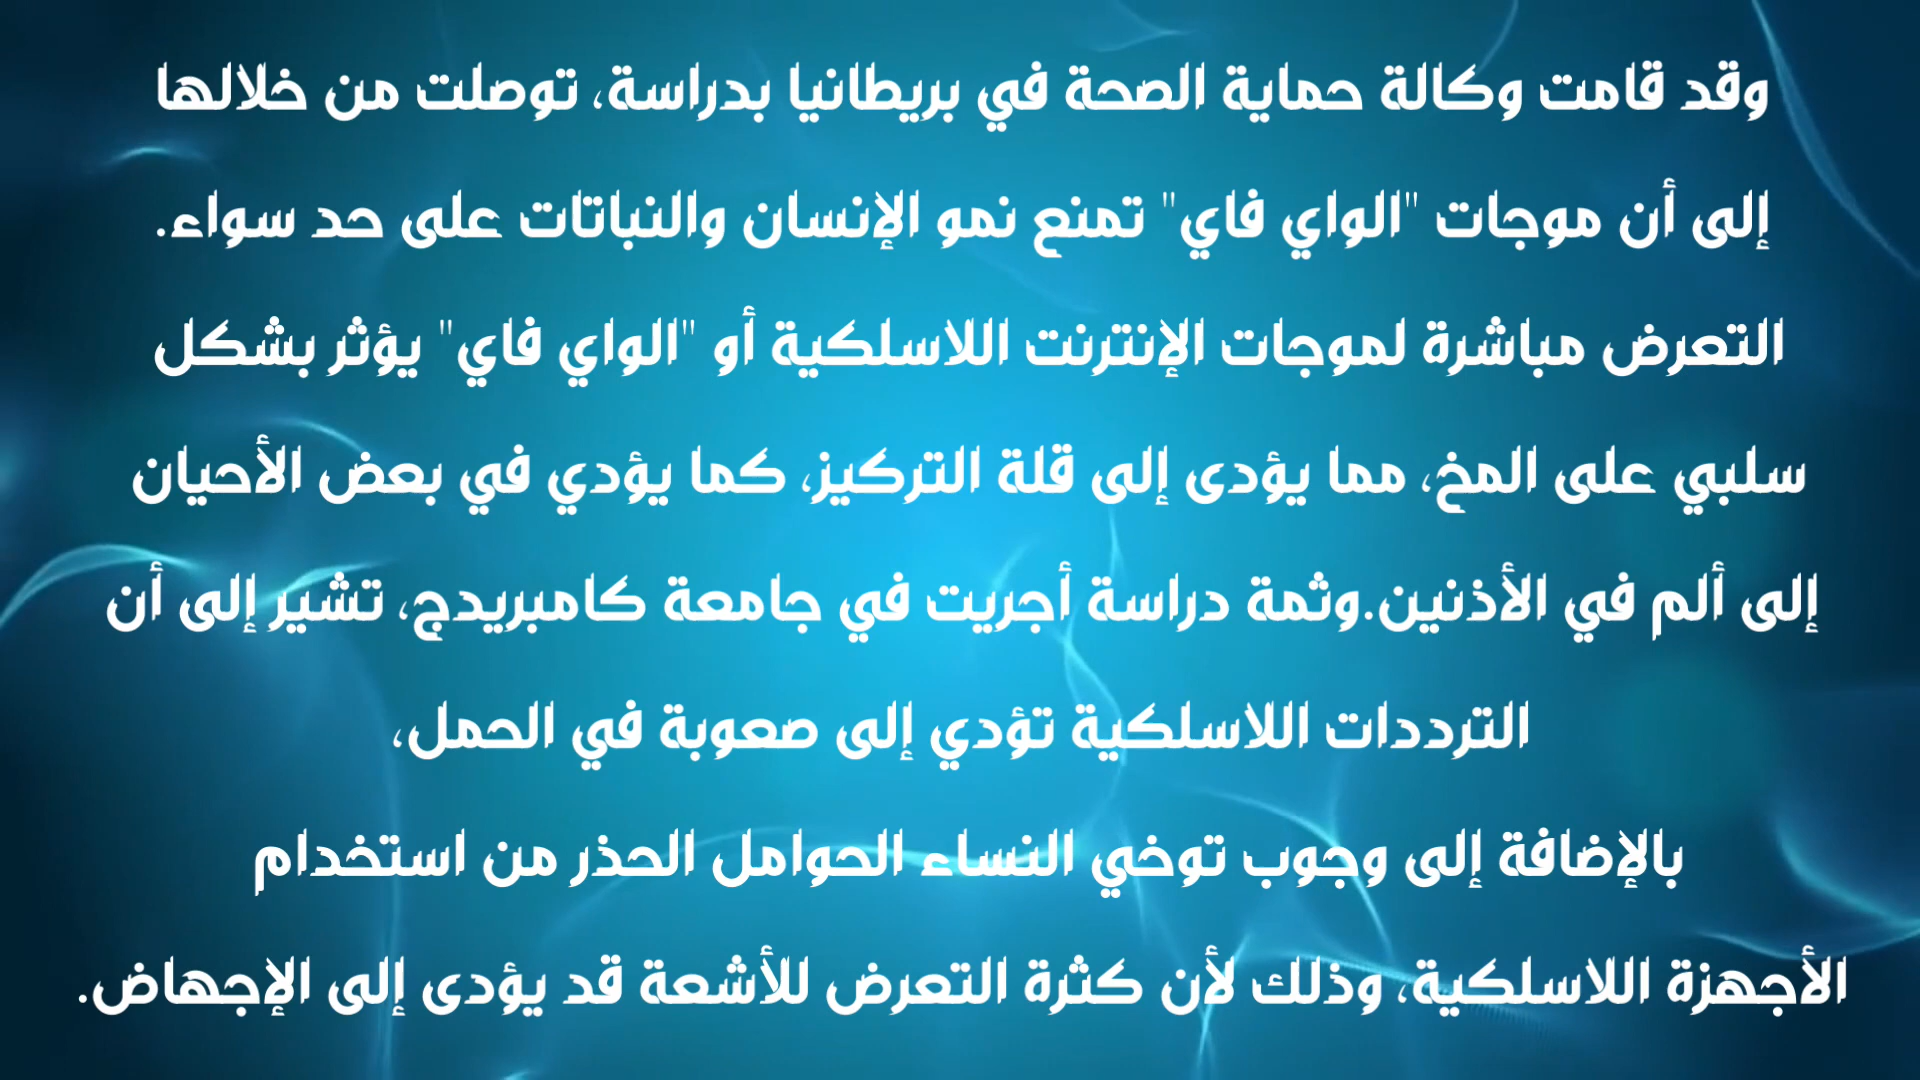 وقد قامت وكالة حماية الصحة في بريطانيا بدراسة، توصلت من خلالها
إلى أن موجات "الواي فاي" تمنع نمو الإنسان والنباتات على حد سواء.
التعرض مباشرة لموجات الإنترنت اللاسلكية أو "الواي فاي" يؤثر بشكل
سلبي على المخ، مما يؤدى إلى قلة التركيز، كما يؤدي في بعض الأحيان
إلى ألم في الأذنين.وثمة دراسة أجريت في جامعة كامبريدج، تشير إلى أن
الترددات اللاسلكية تؤدي إلى صعوبة في الحمل،
بالإضافة إلى وجوب توخي النساء الحوامل الحذر من استخدام
الأجهزة اللاسلكية، وذلك لأن كثرة التعرض للأشعة قد يؤدى إلى الإجهاض.